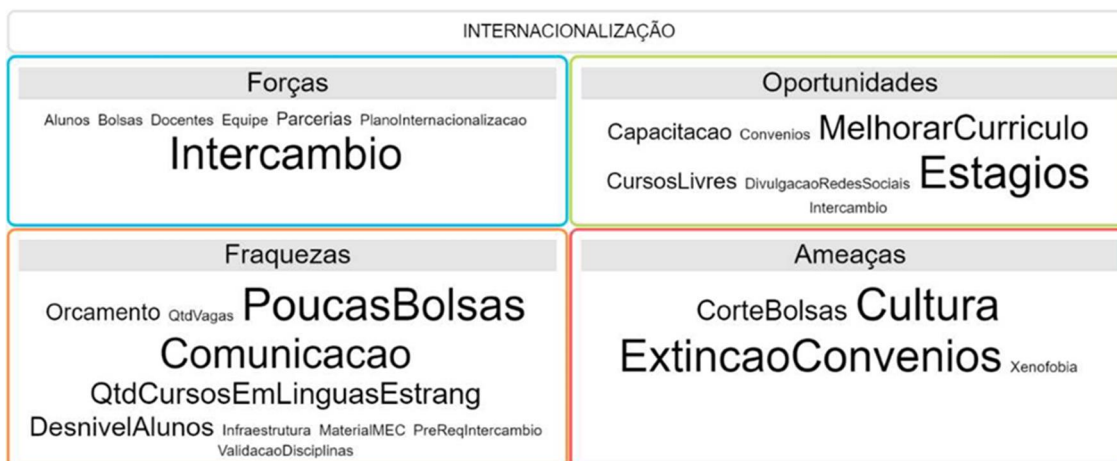 INTERNACIONALIZAÇÃO
Forças
Alunos Bolsas Docentes Equipe Parcerias PlanoInternacionalizacao
Intercambio
Oportunidades
Capacitacao Convenios MelhorarCurriculo
CursosLivres DivulgacaoRedesSociais Estagios
Intercambio
Fraquezas
Orcamento QtdVagas PoucasBolsas
Comunicacao
QtdCursosEmLinguasEstrang
DesnivelAlunos Infraestrutura MaterialMEC PreReqIntercambio
ValidacaoDisciplinas
Ameaças
CorteBolsas Cultura
ExtincaoConvenios Xenofobia